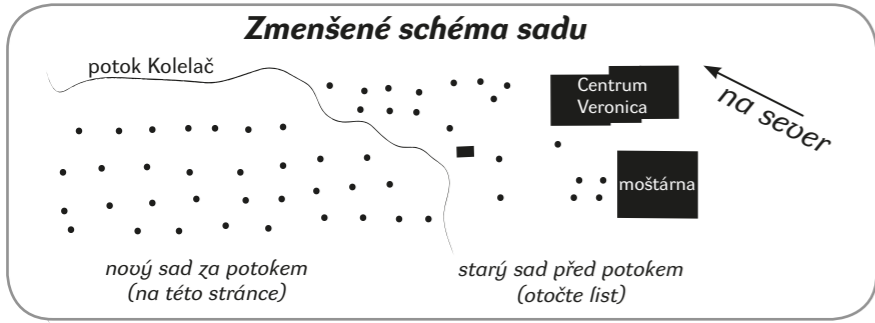 Zmenšené schéma sadu
potok Kolelač
Centrum
Veronica
na sever
moštárna
nový sad za potokem
(na této stránce)
starý sad před potokem
(otočte list)